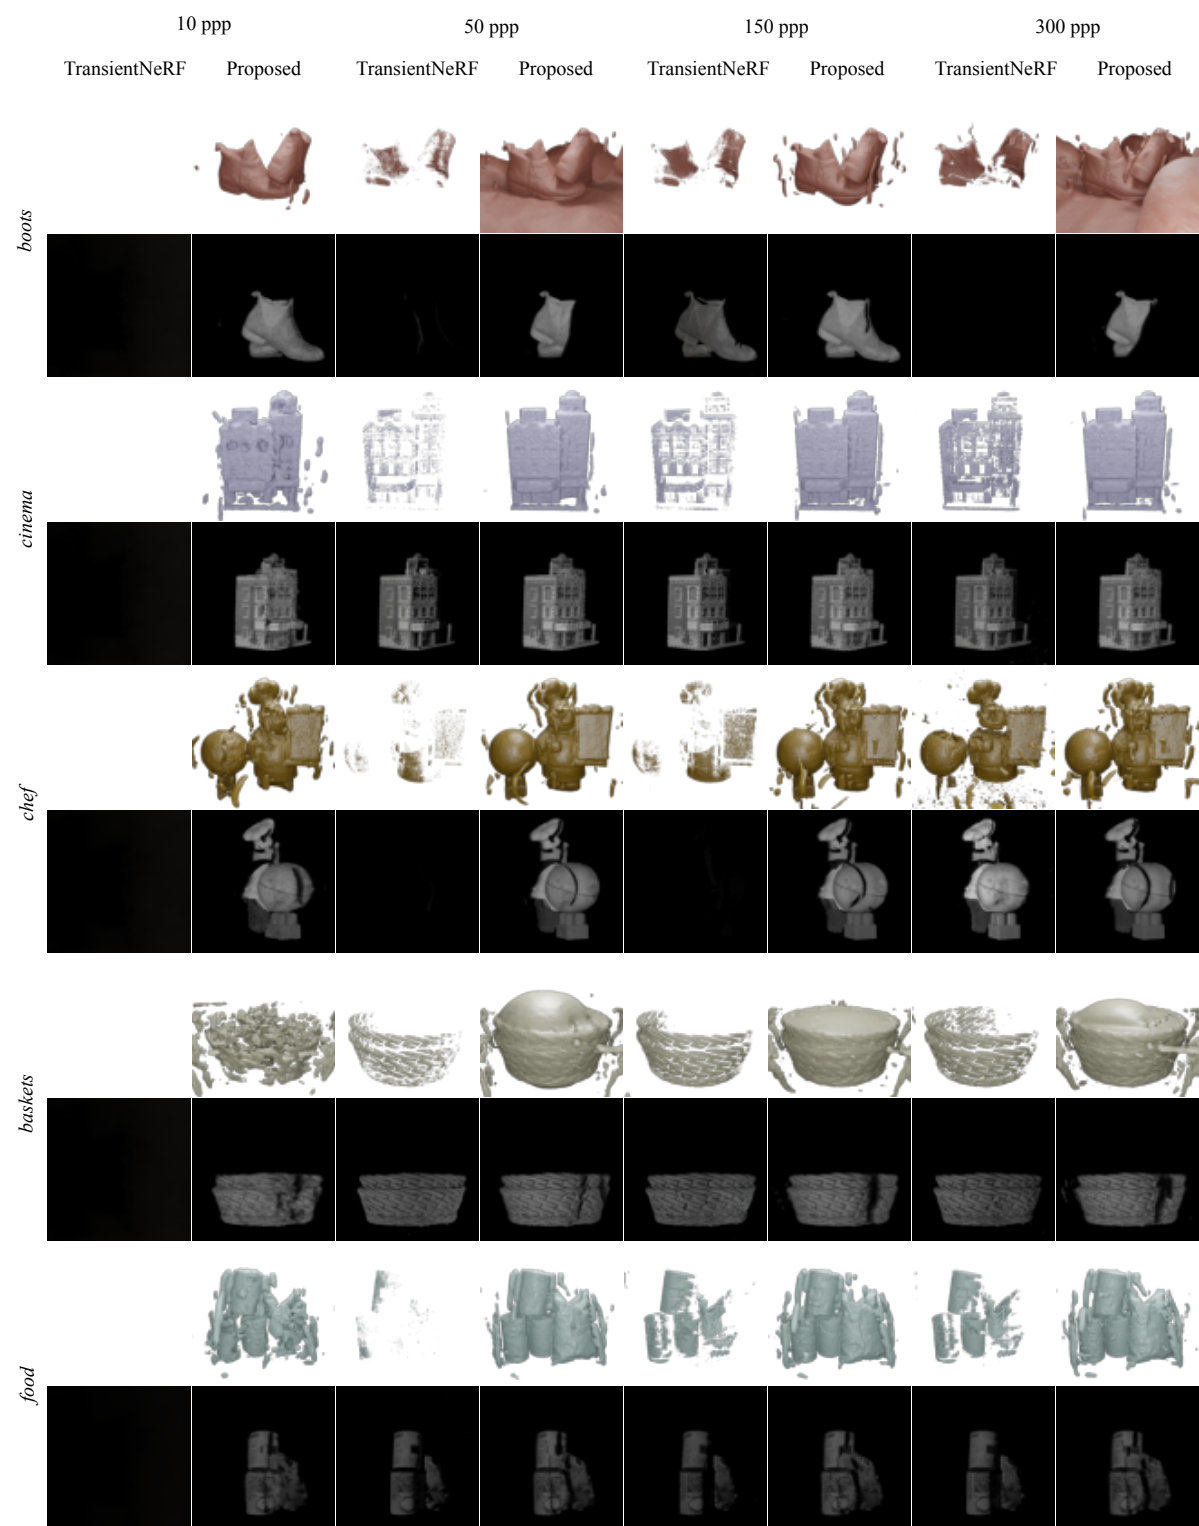 10 ppp 50 ppp 150 ppp 300 ppp
TransientNeRF Proposed TransientNeRF Proposed TransientNeRF Proposed TransientNeRF Proposed
boots
cinema
chef
baskets
food